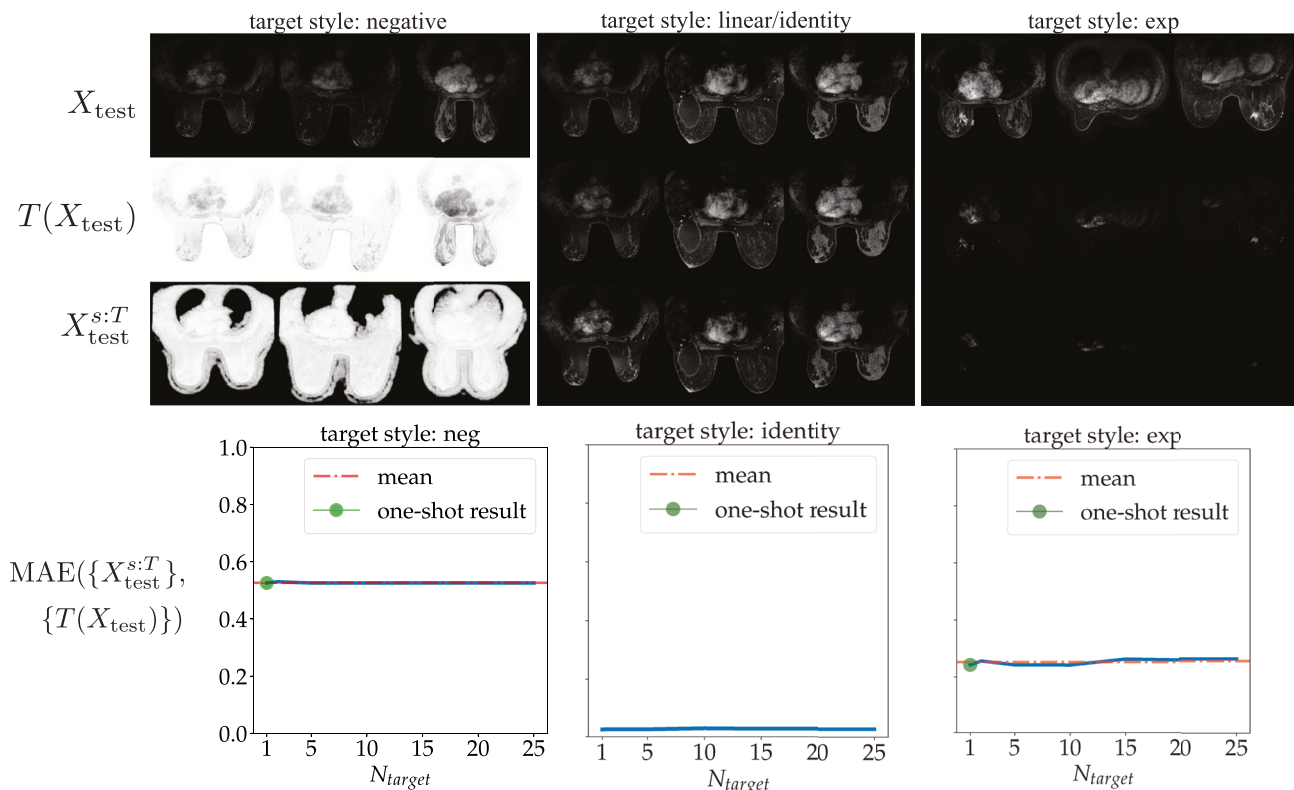 target style: negative
target style: linear/identity
target style: exp
X_test
T(X_test)
X_test^{s:T}
target style: neg
target style: identity
target style: exp
1.0
0.8
0.6
0.4
0.2
0.0
mean
one-shot result
mean
one-shot result
mean
one-shot result
MAE({X_test^{s:T}},
{T(X_test)})
1 5 10 15 20 25
1 5 10 15 20 25
1 5 10 15 20 25
N_target
N_target
N_target